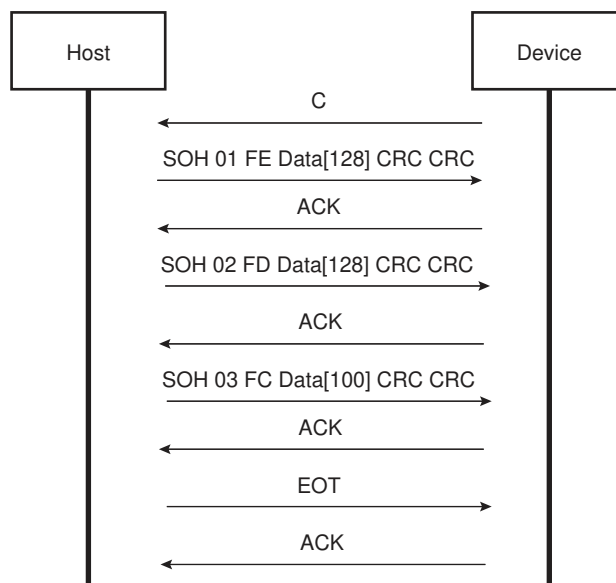 Host
Device
C
SOH 01 FE Data[128] CRC CRC
ACK
SOH 02 FD Data[128] CRC CRC
ACK
SOH 03 FC Data[100] CRC CRC
ACK
EOT
ACK